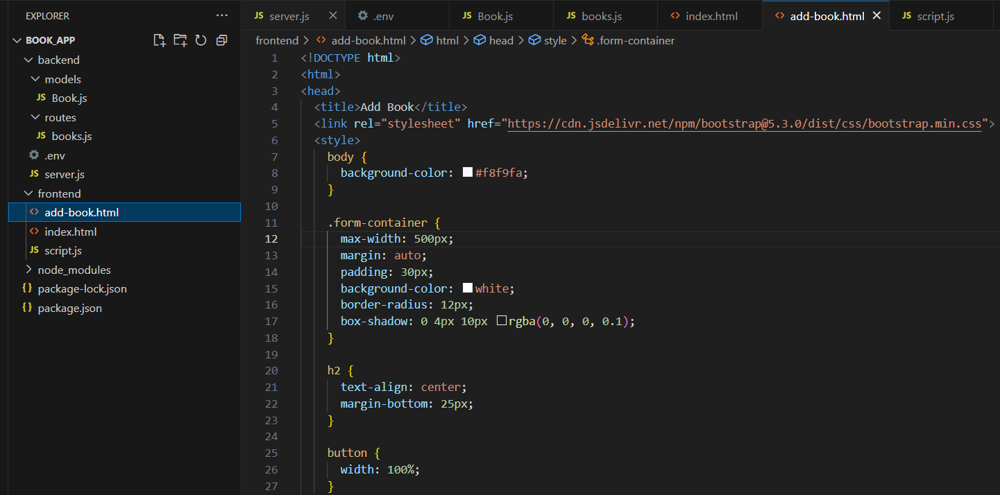 EXPLORER ...
BOOK_APP
backend
models
JS Book.js
routes
JS books.js
.env
JS server.js
frontend
<> add-book.html
<> index.html
JS script.js
node_modules
{} package-lock.json
{} package.json
JS server.js
.env
JS Book.js
JS books.js
<> index.html
<> add-book.html
JS script.js
frontend > <> add-book.html > html > head > style > .form-container
1 <!DOCTYPE html>
2 <html>
3 <head>
4 <title>Add Book</title>
5 <link rel="stylesheet" href="https://cdn.jsdelivr.net/npm/bootstrap@5.3.0/dist/css/bootstrap.min.css">
6 <style>
7 body {
8 background-color: #f8f9fa;
9 }
10
11 .form-container {
12 max-width: 500px;
13 margin: auto;
14 padding: 30px;
15 background-color: white;
16 border-radius: 12px;
17 box-shadow: 0 4px 10px rgba(0, 0, 0, 0.1);
18 }
19
20 h2 {
21 text-align: center;
22 margin-bottom: 25px;
23 }
24
25 button {
26 width: 100%;
27 }